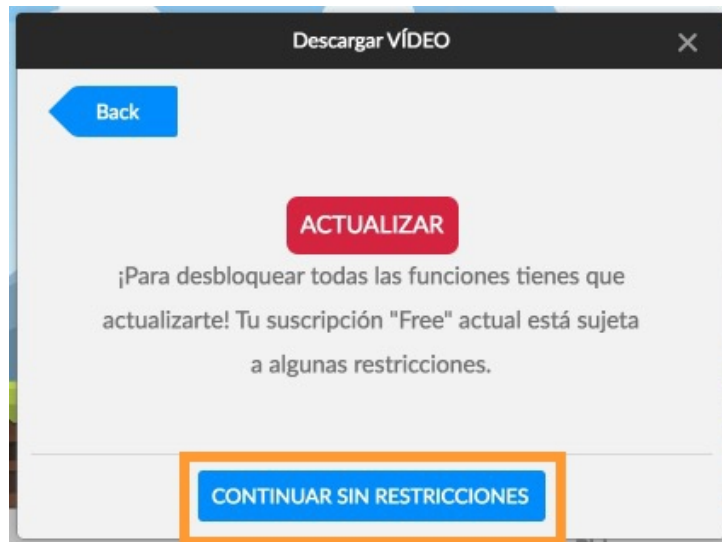 Descargar VÍDEO
Back
ACTUALIZAR
¡Para desbloquear todas las funciones tienes que
actualizarte! Tu suscripción "Free" actual está sujeta
a algunas restricciones.
CONTINUAR SIN RESTRICCIONES